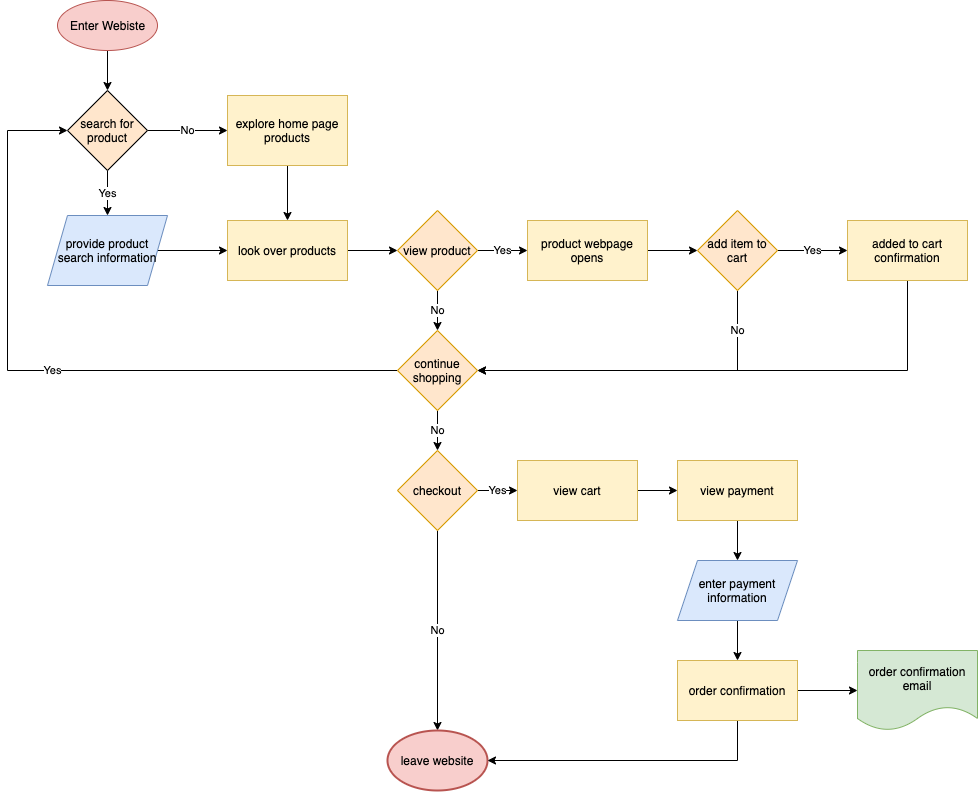 Enter Webiste
search for
product
No
explore home page
products
Yes
provide product
search information
look over products
view product
Yes
product webpage
opens
add item to
cart
Yes
added to cart
confirmation
No
No
continue
shopping
Yes
No
checkout
Yes
view cart
view payment
enter payment
information
No
order confirmation
order confirmation
email
leave website